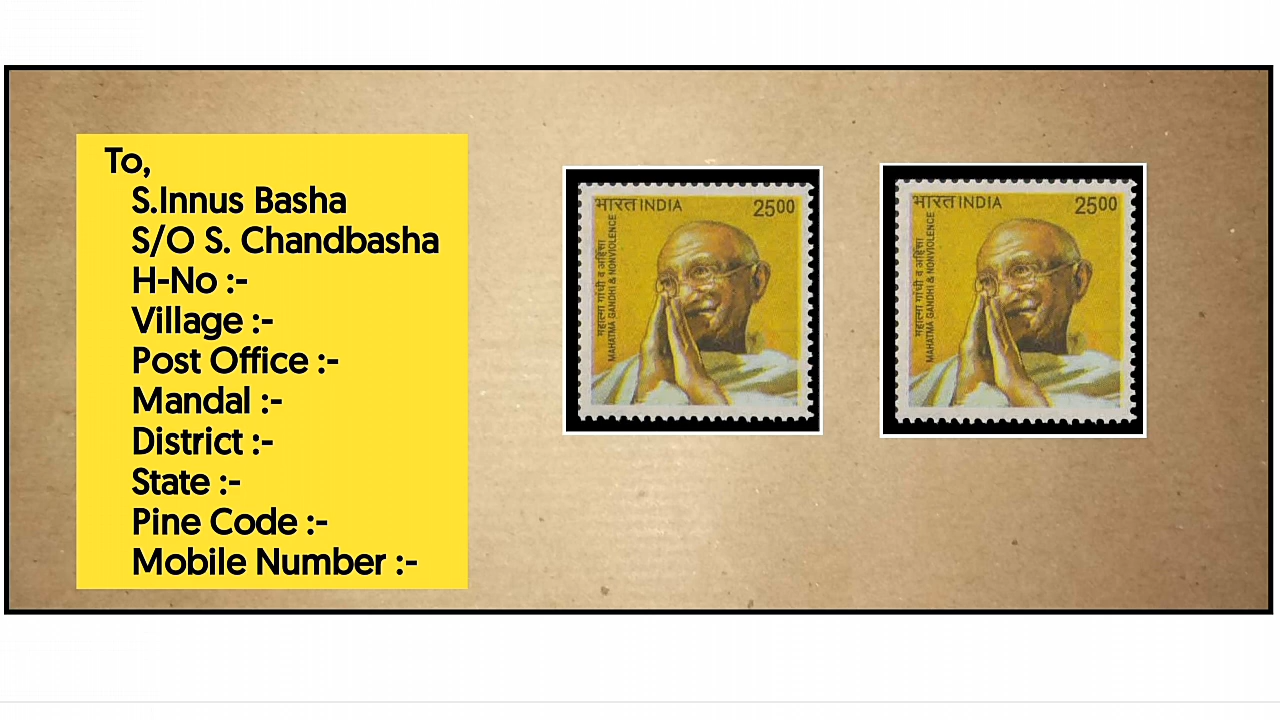 To,
S.Innus Basha
S/O S. Chandbasha
H-No :-
Village :-
Post Office :-
Mandal :-
District :-
State :-
Pine Code :-
Mobile Number :-
भारत INDIA 2500
महात्मा गांधी व अहिंसा
MAHATMA GANDHI & NONVIOLENCE
भारत INDIA 2500
महात्मा गांधी व अहिंसा
MAHATMA GANDHI & NONVIOLENCE